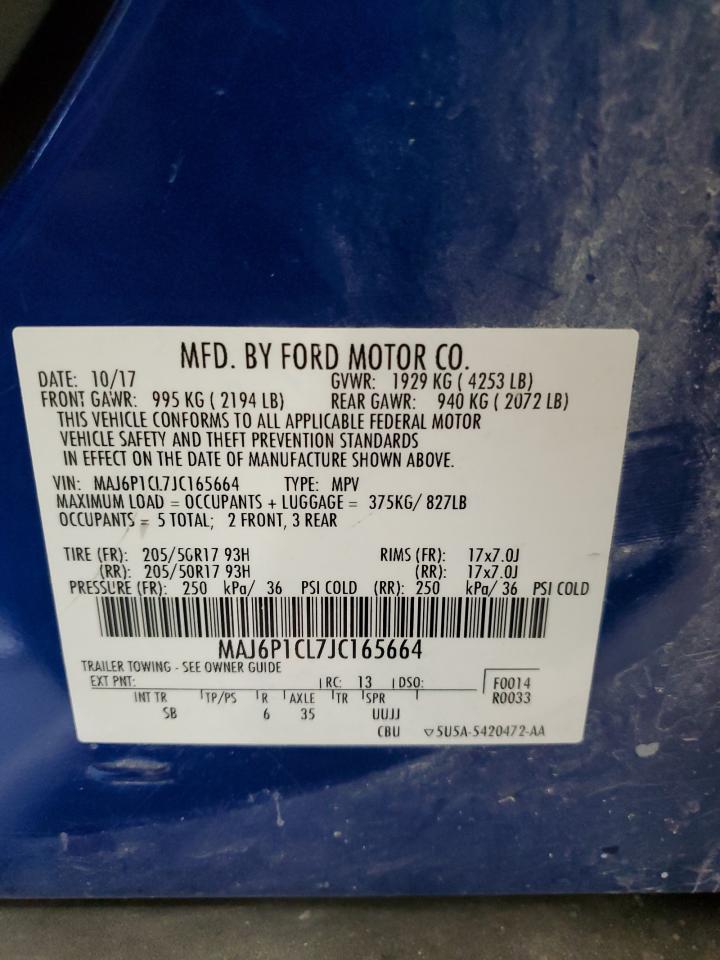 MFD. BY FORD MOTOR CO.
DATE: 10/17 GVWR: 1929 KG ( 4253 LB)
FRONT GAWR: 995 KG ( 2194 LB) REAR GAWR: 940 KG ( 2072 LB)
THIS VEHICLE CONFORMS TO ALL APPLICABLE FEDERAL MOTOR
VEHICLE SAFETY AND THEFT PREVENTION STANDARDS
IN EFFECT ON THE DATE OF MANUFACTURE SHOWN ABOVE.
VIN: MAJ6P1CL7JC165664 TYPE: MPV
MAXIMUM LOAD = OCCUPANTS + LUGGAGE = 375KG/ 827LB
OCCUPANTS = 5 TOTAL; 2 FRONT, 3 REAR
TIRE (FR): 205/50R17 93H RIMS (FR): 17x7.0J
(RR): 205/50R17 93H (RR): 17x7.0J
PRESSURE (FR): 250 kPa/ 36 PSI COLD (RR): 250 kPa/ 36 PSI COLD
MAJ6P1CL7JC165664
TRAILER TOWING - SEE OWNER GUIDE
EXT PNT: RC: 13 DSO: F0014
INT TR TP/PS R AXLE TR SPR R0033
SB 6 35 UUJJ
CBU ▽5U5A-5420472-AA